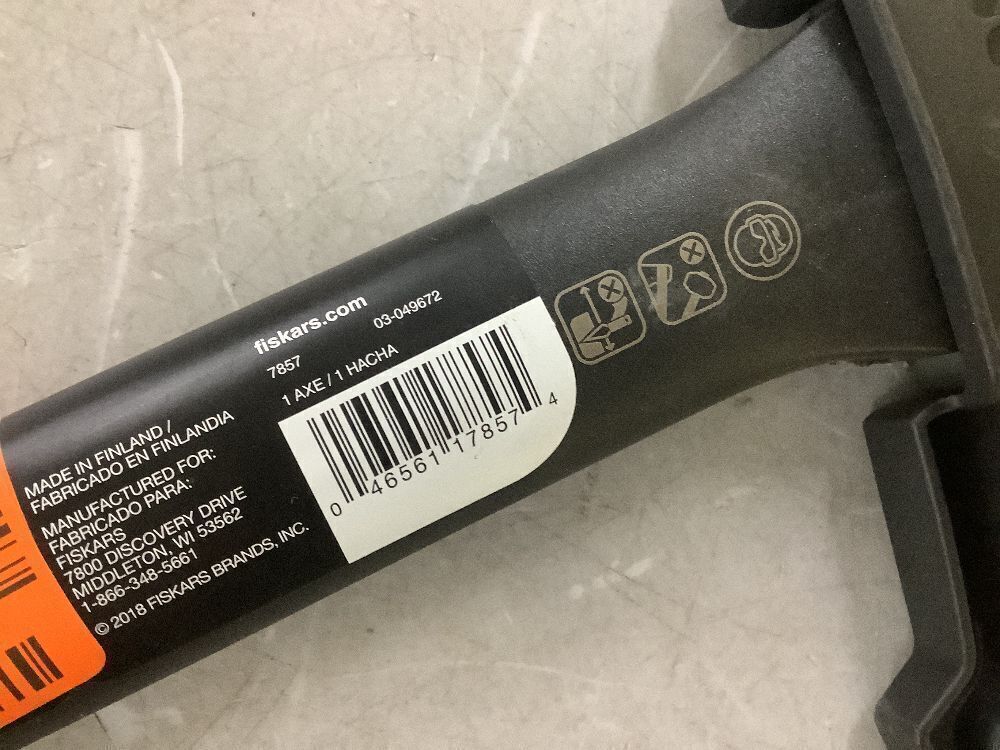 fiskars.com
7857
03-049672
1 AXE / 1 HACHA
0 46561 17857 4
MADE IN FINLAND /
FABRICADO EN FINLANDIA
MANUFACTURED FOR:
FABRICADO PARA:
FISKARS
7800 DISCOVERY DRIVE
MIDDLETON, WI 53562
1-866-348-5661
© 2018 FISKARS BRANDS, INC.